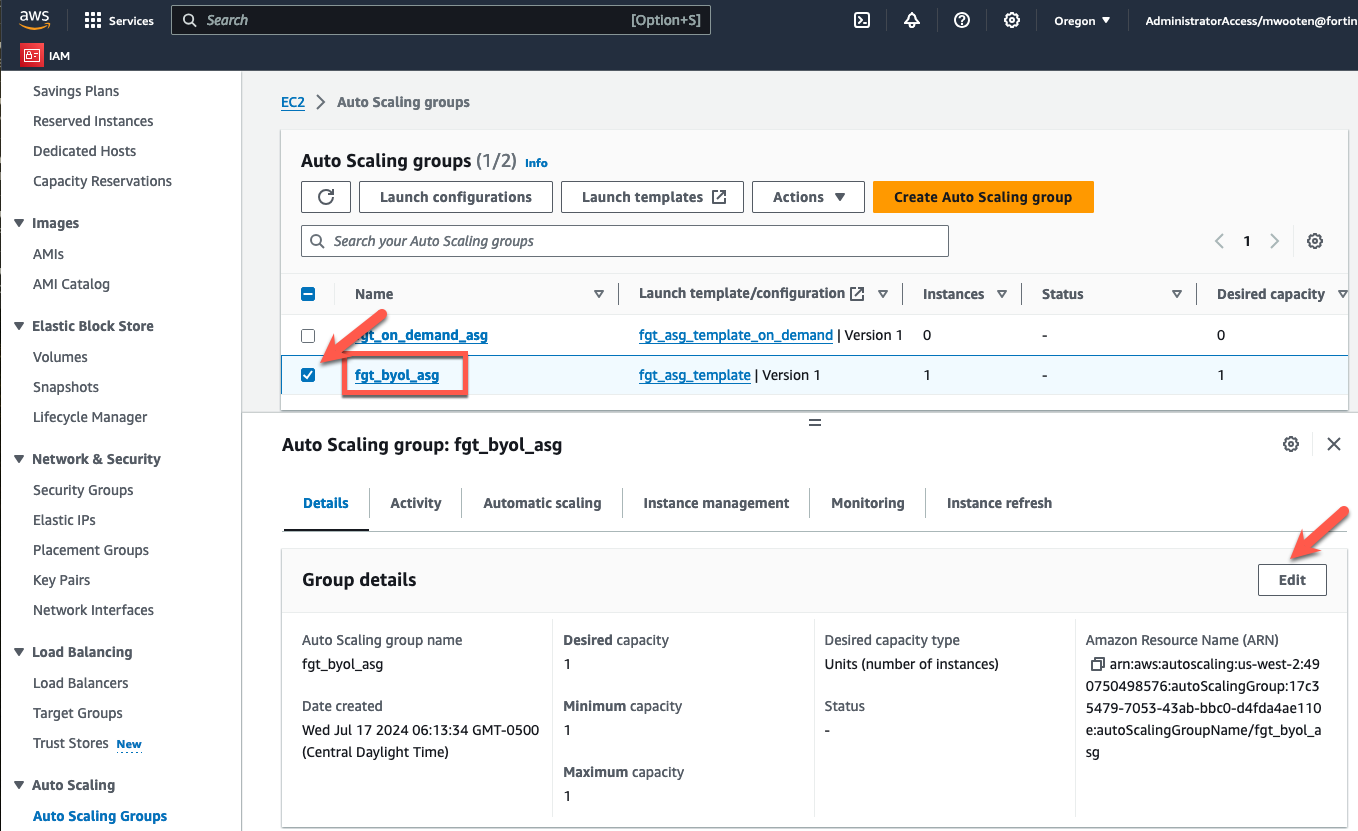 aws
Services
Search
[Option+S]
Oregon
AdministratorAccess/mwooten@fortin
IAM
Savings Plans
Reserved Instances
Dedicated Hosts
Capacity Reservations
Images
AMIs
AMI Catalog
Elastic Block Store
Volumes
Snapshots
Lifecycle Manager
Network & Security
Security Groups
Elastic IPs
Placement Groups
Key Pairs
Network Interfaces
Load Balancing
Load Balancers
Target Groups
Trust Stores New
Auto Scaling
Auto Scaling Groups
EC2 > Auto Scaling groups
Auto Scaling groups (1/2) Info
Launch configurations
Launch templates
Actions
Create Auto Scaling group
Search your Auto Scaling groups
1
Name Launch template/configuration Instances Status Desired capacity
fgt_on_demand_asg fgt_asg_template_on_demand | Version 1 0 - 0
fgt_byol_asg fgt_asg_template | Version 1 1 - 1
Auto Scaling group: fgt_byol_asg
Details Activity Automatic scaling Instance management Monitoring Instance refresh
Group details
Edit
Auto Scaling group name
fgt_byol_asg
Date created
Wed Jul 17 2024 06:13:34 GMT-0500
(Central Daylight Time)
Desired capacity
1
Minimum capacity
1
Maximum capacity
1
Desired capacity type
Units (number of instances)
Status
-
Amazon Resource Name (ARN)
arn:aws:autoscaling:us-west-2:49
0750498576:autoScalingGroup:17c3
5479-7053-43ab-bbc0-d4fda4ae110
e:autoScalingGroupName/fgt_byol_a
sg